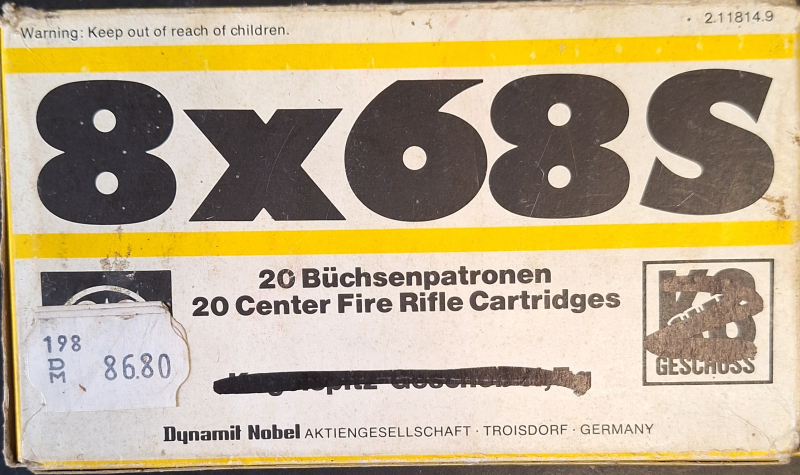 Warning: Keep out of reach of children.
2.11814.9
8x68S
20 Büchsenpatronen
20 Center Fire Rifle Cartridges
KS
GESCHOSS
198
DM 86.80
Dynamit Nobel AKTIENGESELLSCHAFT · TROISDORF · GERMANY